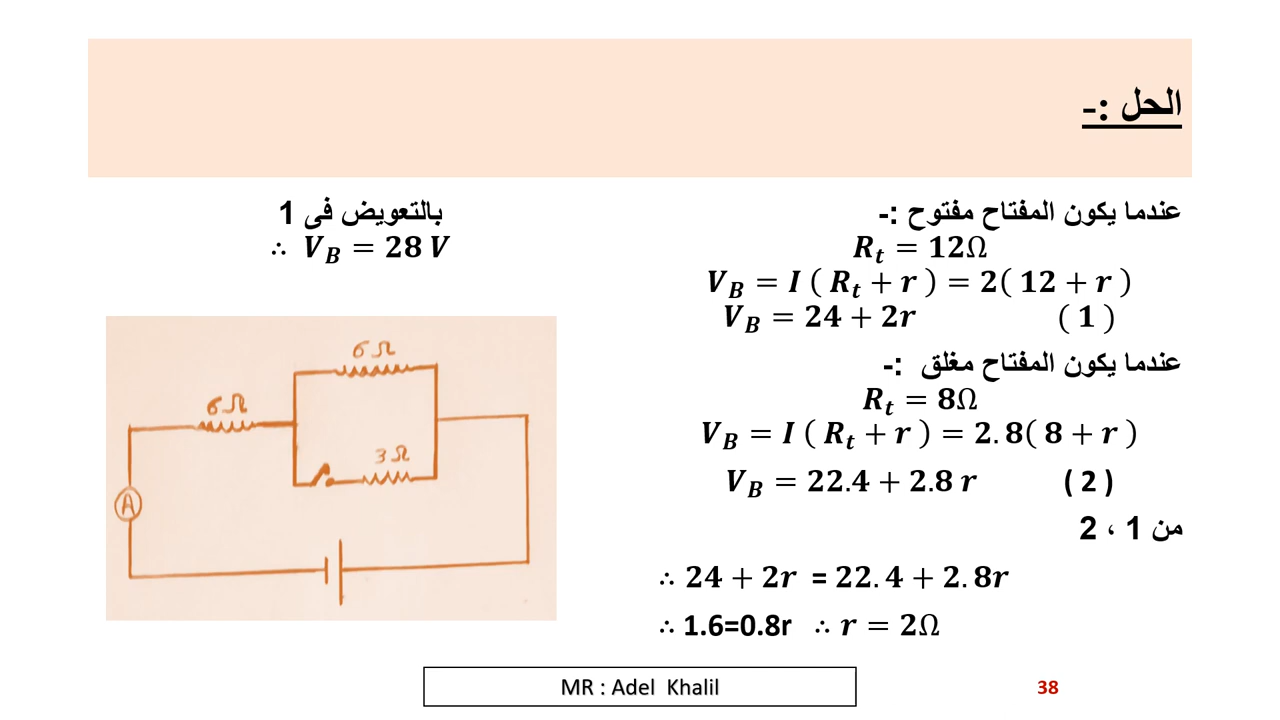 الحل :-
عندما يكون المفتاح مفتوح :-
R_t = 12Ω
V_B = I ( R_t + r ) = 2( 12 + r )
V_B = 24 + 2r ( 1 )
عندما يكون المفتاح مغلق :-
R_t = 8Ω
V_B = I ( R_t + r ) = 2.8( 8 + r )
V_B = 22.4 + 2.8 r ( 2 )
من 1 ، 2
∴ 24 + 2r = 22.4 + 2.8r
∴ 1.6=0.8r ∴ r = 2Ω
بالتعويض فى 1
∴ V_B = 28 V
6Ω
6Ω
3Ω
A
MR : Adel Khalil
38